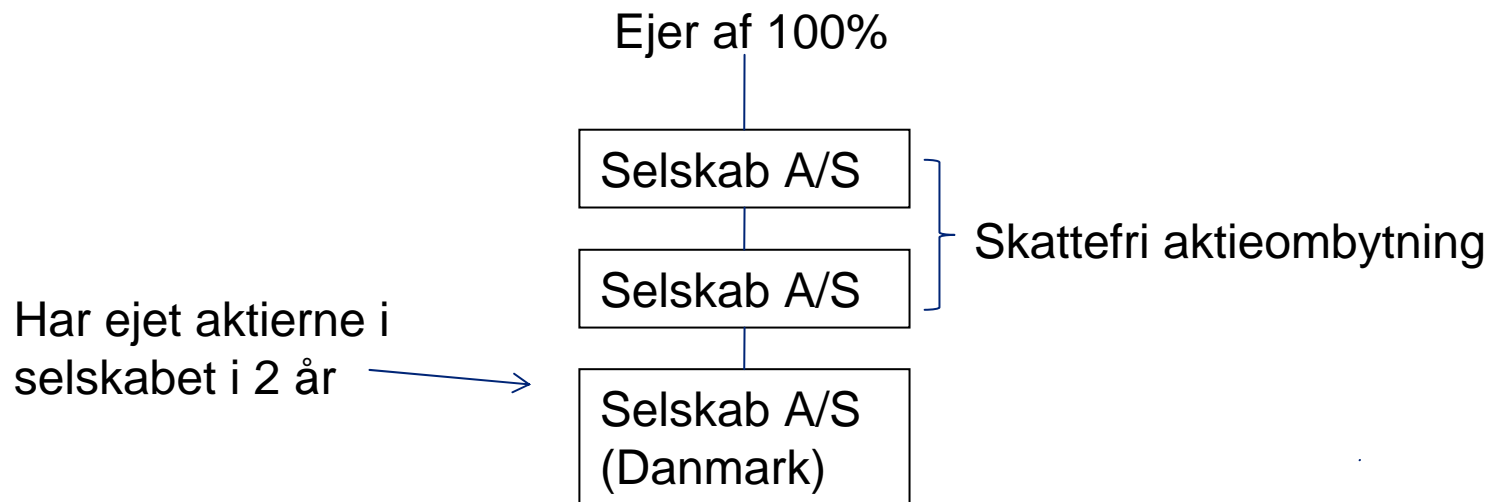 Ejer af 100%
Selskab A/S
Skattefri aktieombytning
Selskab A/S
Har ejet aktierne i
selskabet i 2 år
Selskab A/S
(Danmark)